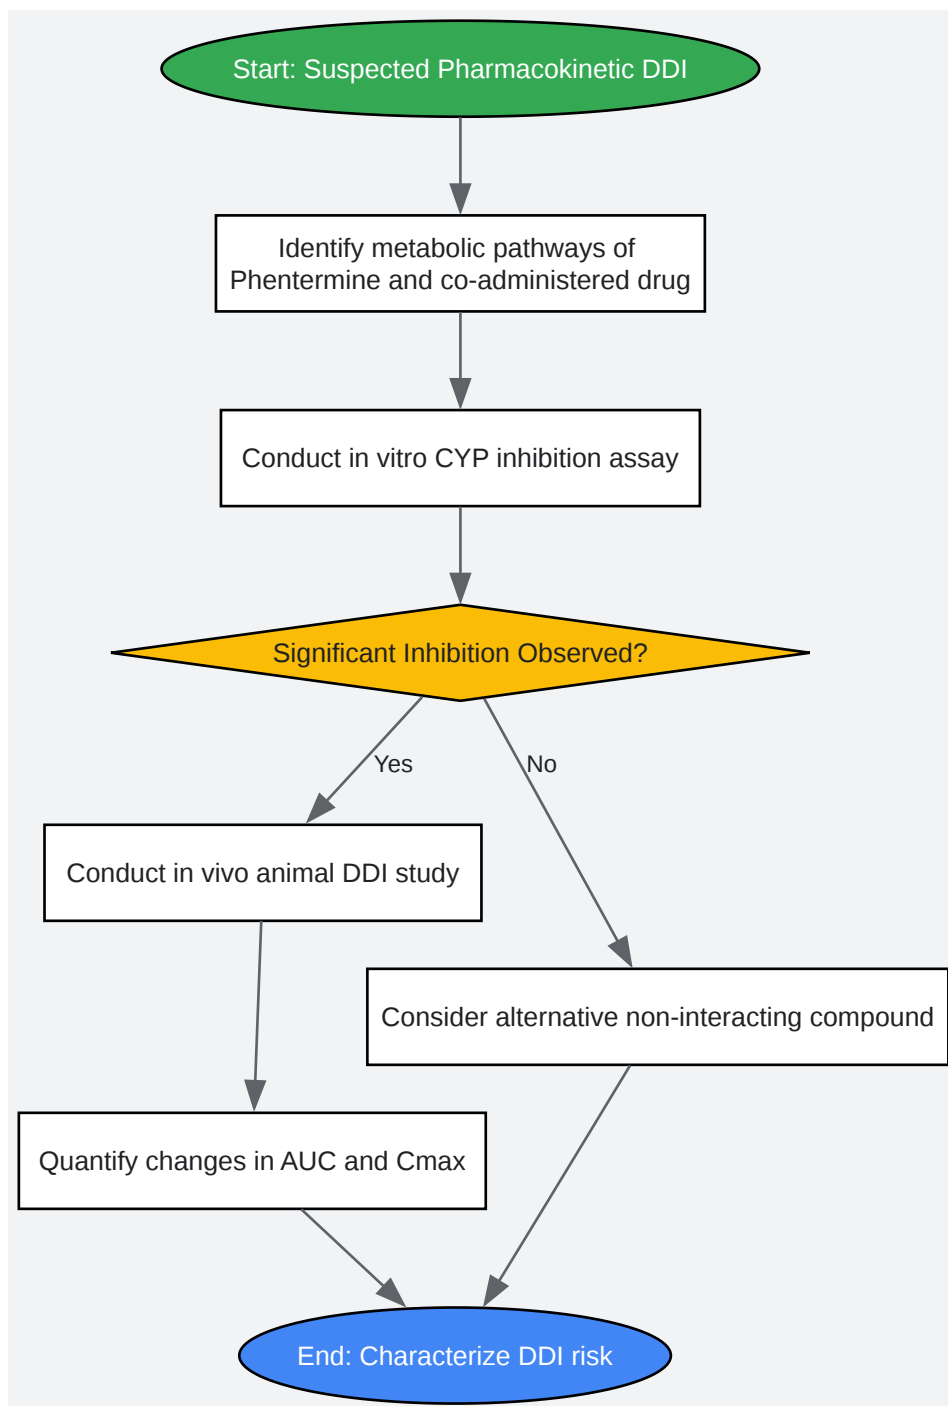 Start: Suspected Pharmacokinetic DDI
Identify metabolic pathways of
Phentermine and co-administered drug
Conduct in vitro CYP inhibition assay
Significant Inhibition Observed?
Yes
No
Conduct in vivo animal DDI study
Consider alternative non-interacting compound
Quantify changes in AUC and Cmax
End: Characterize DDI risk